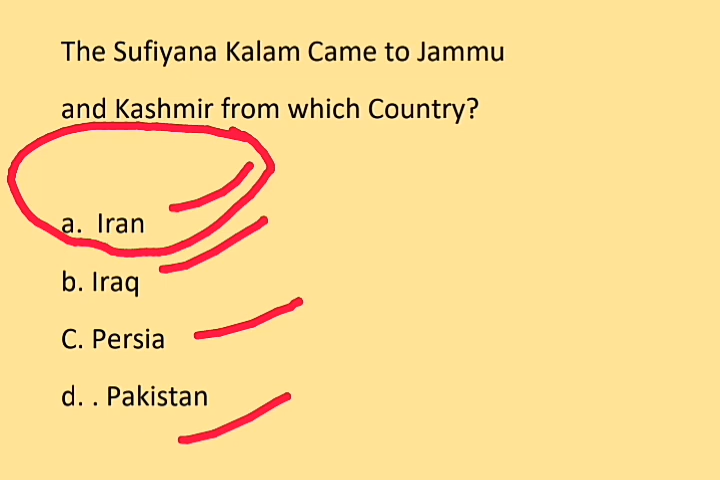 The Sufiyana Kalam Came to Jammu
and Kashmir from which Country?
a. Iran
b. Iraq
C. Persia
d. . Pakistan